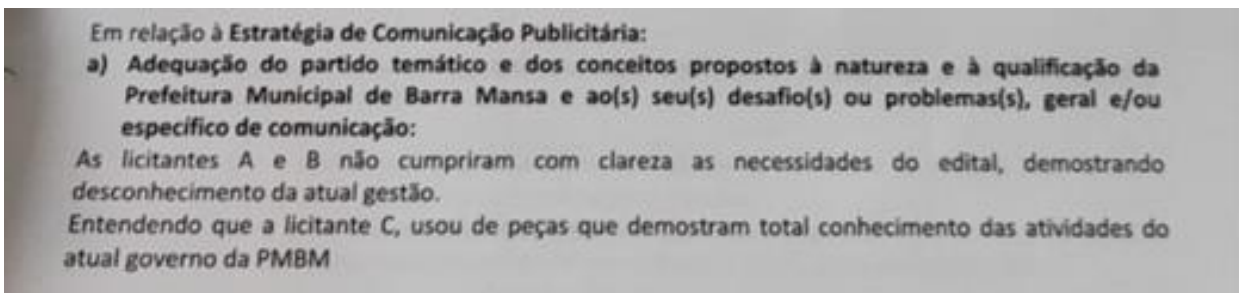 Em relação à Estratégia de Comunicação Publicitária:
a) Adequação do partido temático e dos conceitos propostos à natureza e à qualificação da
Prefeitura Municipal de Barra Mansa e ao(s) seu(s) desafio(s) ou problemas(s), geral e/ou
específico de comunicação:
As licitantes A e B não cumpriram com clareza as necessidades do edital, demostrando
desconhecimento da atual gestão.
Entendendo que a licitante C, usou de peças que demostram total conhecimento das atividades do
atual governo da PMBM